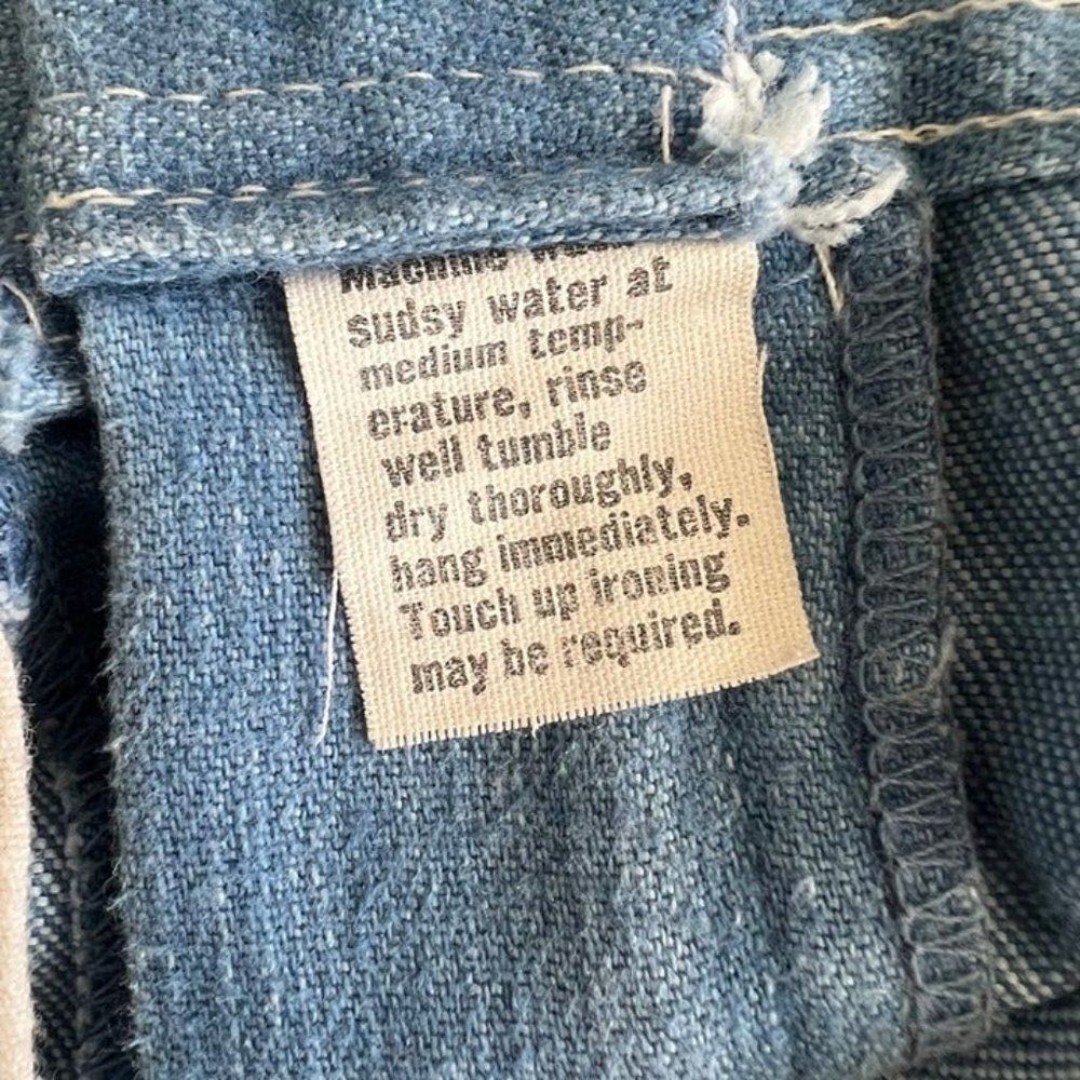 Machine
sudsy water at
medium temp-
erature, rinse
well tumble
dry thoroughly,
hang immediately.
Touch up ironing
may be required.